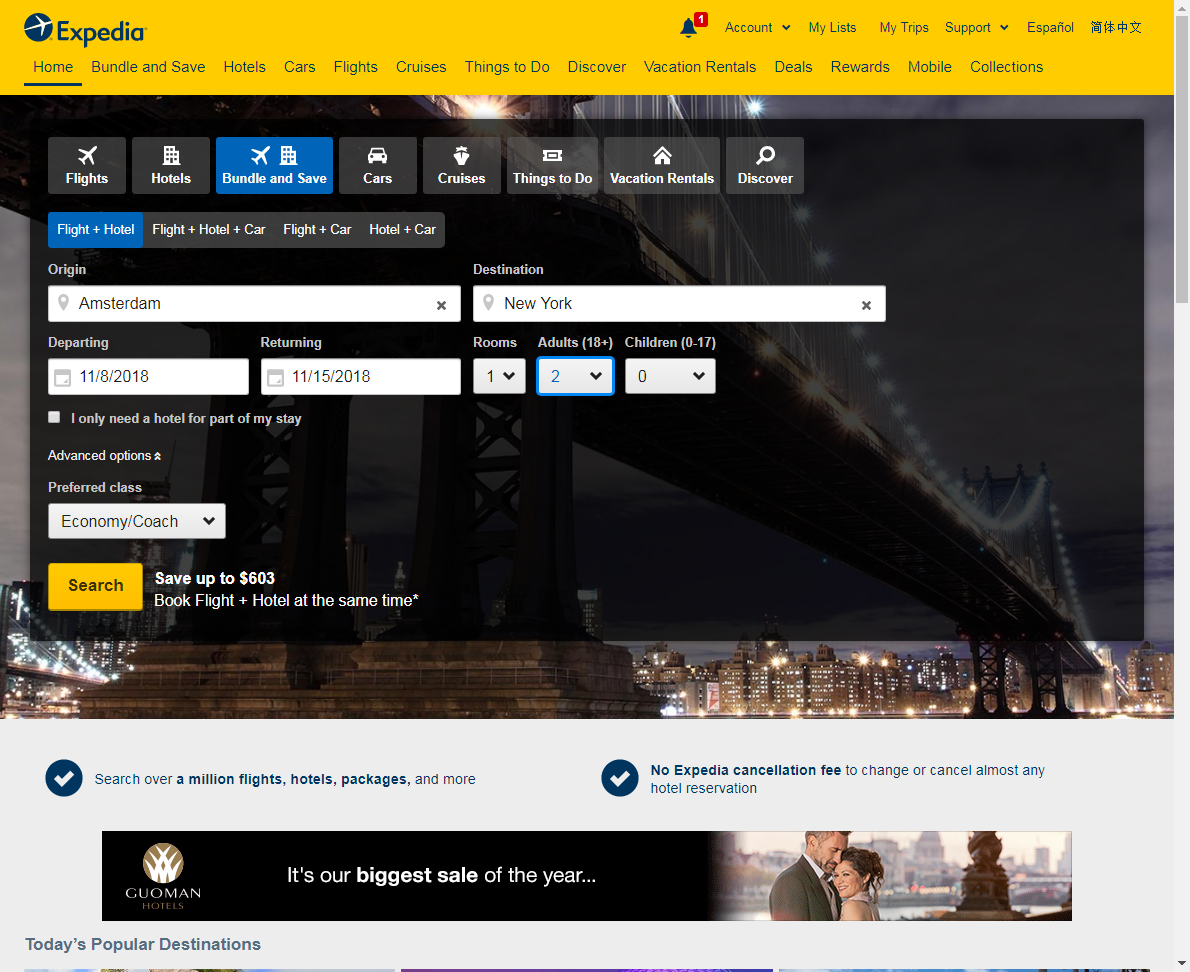 Expedia
1
Account
My Lists
My Trips
Support
Español
简体中文
Home
Bundle and Save
Hotels
Cars
Flights
Cruises
Things to Do
Discover
Vacation Rentals
Deals
Rewards
Mobile
Collections
Flights
Hotels
Bundle and Save
Cars
Cruises
Things to Do
Vacation Rentals
Discover
Flight + Hotel
Flight + Hotel + Car
Flight + Car
Hotel + Car
Origin
Destination
Amsterdam
New York
Departing
Returning
Rooms
Adults (18+)
Children (0-17)
11/8/2018
11/15/2018
1
2
0
I only need a hotel for part of my stay
Advanced options
Preferred class
Economy/Coach
Search
Save up to $603
Book Flight + Hotel at the same time*
Search over a million flights, hotels, packages, and more
No Expedia cancellation fee to change or cancel almost any
hotel reservation
GUOMAN
HOTELS
It's our biggest sale of the year...
Today's Popular Destinations